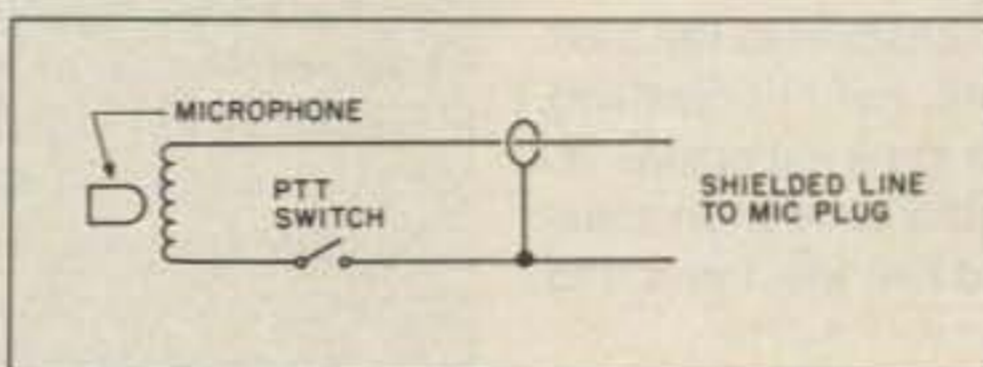 MICROPHONE
PTT
SWITCH
SHIELDED LINE
TO MIC PLUG